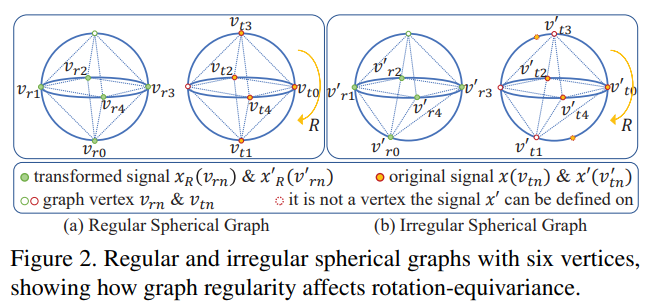 v_{t3} v'_{t3}
v_{r2} v_{t2} v'_{r2} v'_{t2}
v_{r1} v_{r3} v_{t0} v'_{r1} v'_{r3} v'_{t0}
v_{r4} v_{t4} R v'_{r4} v'_{t4} R
v_{r0} v_{t1} v'_{r0} v'_{t1}
transformed signal x_R(v_{rn}) & x'_R(v'_{rn}) original signal x(v_{tn}) & x'(v'_{tn})
graph vertex v_{rn} & v_{tn} it is not a vertex the signal x' can be defined on
(a) Regular Spherical Graph (b) Irregular Spherical Graph
Figure 2. Regular and irregular spherical graphs with six vertices,
showing how graph regularity affects rotation-equivariance.